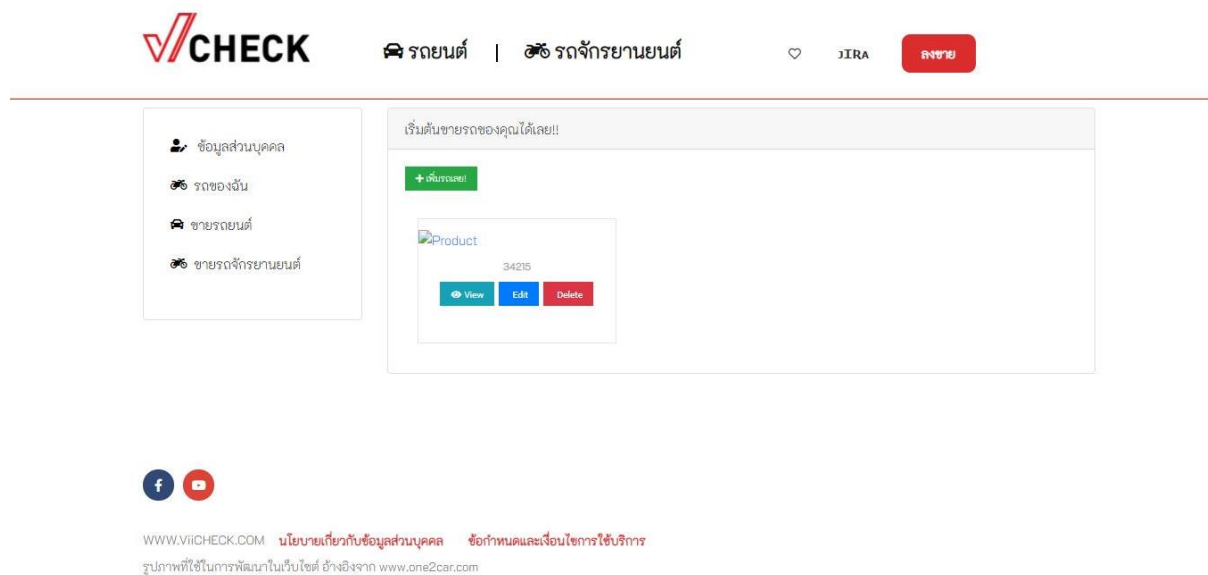 VCHECK
รถยนต์ | รถจักรยานยนต์
JIRA
ลงขาย
ข้อมูลส่วนบุคคล
รถของฉัน
ขายรถยนต์
ขายรถจักรยานยนต์
เริ่มต้นขายรถของคุณได้เลย!!
+ เพิ่มรถเลย!
Product
34215
View Edit Delete
WWW.ViiCHECK.COM นโยบายเกี่ยวกับข้อมูลส่วนบุคคล ข้อกำหนดและเงื่อนไขการใช้บริการ
รูปภาพที่ใช้ในการพัฒนาในเว็บไซต์ อ้างอิงจาก www.one2car.com